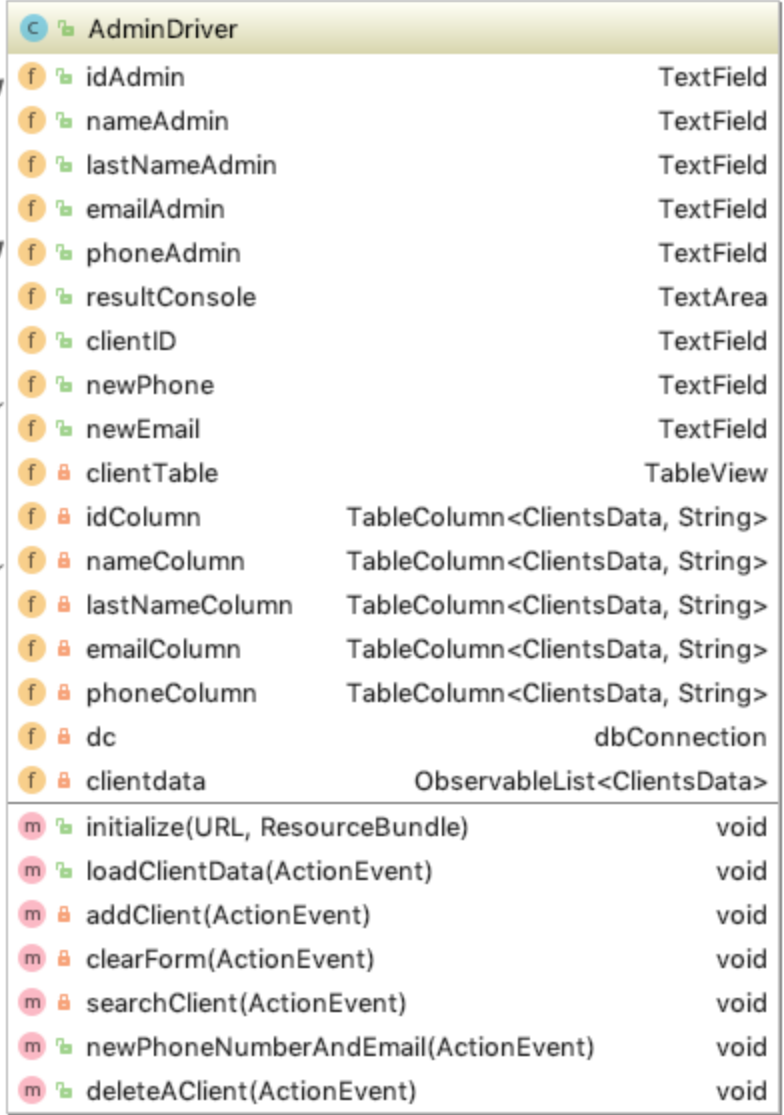 C AdminDriver
f idAdmin TextField
f nameAdmin TextField
f lastNameAdmin TextField
f emailAdmin TextField
f phoneAdmin TextField
f resultConsole TextArea
f clientID TextField
f newPhone TextField
f newEmail TextField
f clientTable TableView
f idColumn TableColumn<ClientsData, String>
f nameColumn TableColumn<ClientsData, String>
f lastNameColumn TableColumn<ClientsData, String>
f emailColumn TableColumn<ClientsData, String>
f phoneColumn TableColumn<ClientsData, String>
f dc dbConnection
f clientdata ObservableList<ClientsData>
m initialize(URL, ResourceBundle) void
m loadClientData(ActionEvent) void
m addClient(ActionEvent) void
m clearForm(ActionEvent) void
m searchClient(ActionEvent) void
m newPhoneNumberAndEmail(ActionEvent) void
m deleteAClient(ActionEvent) void